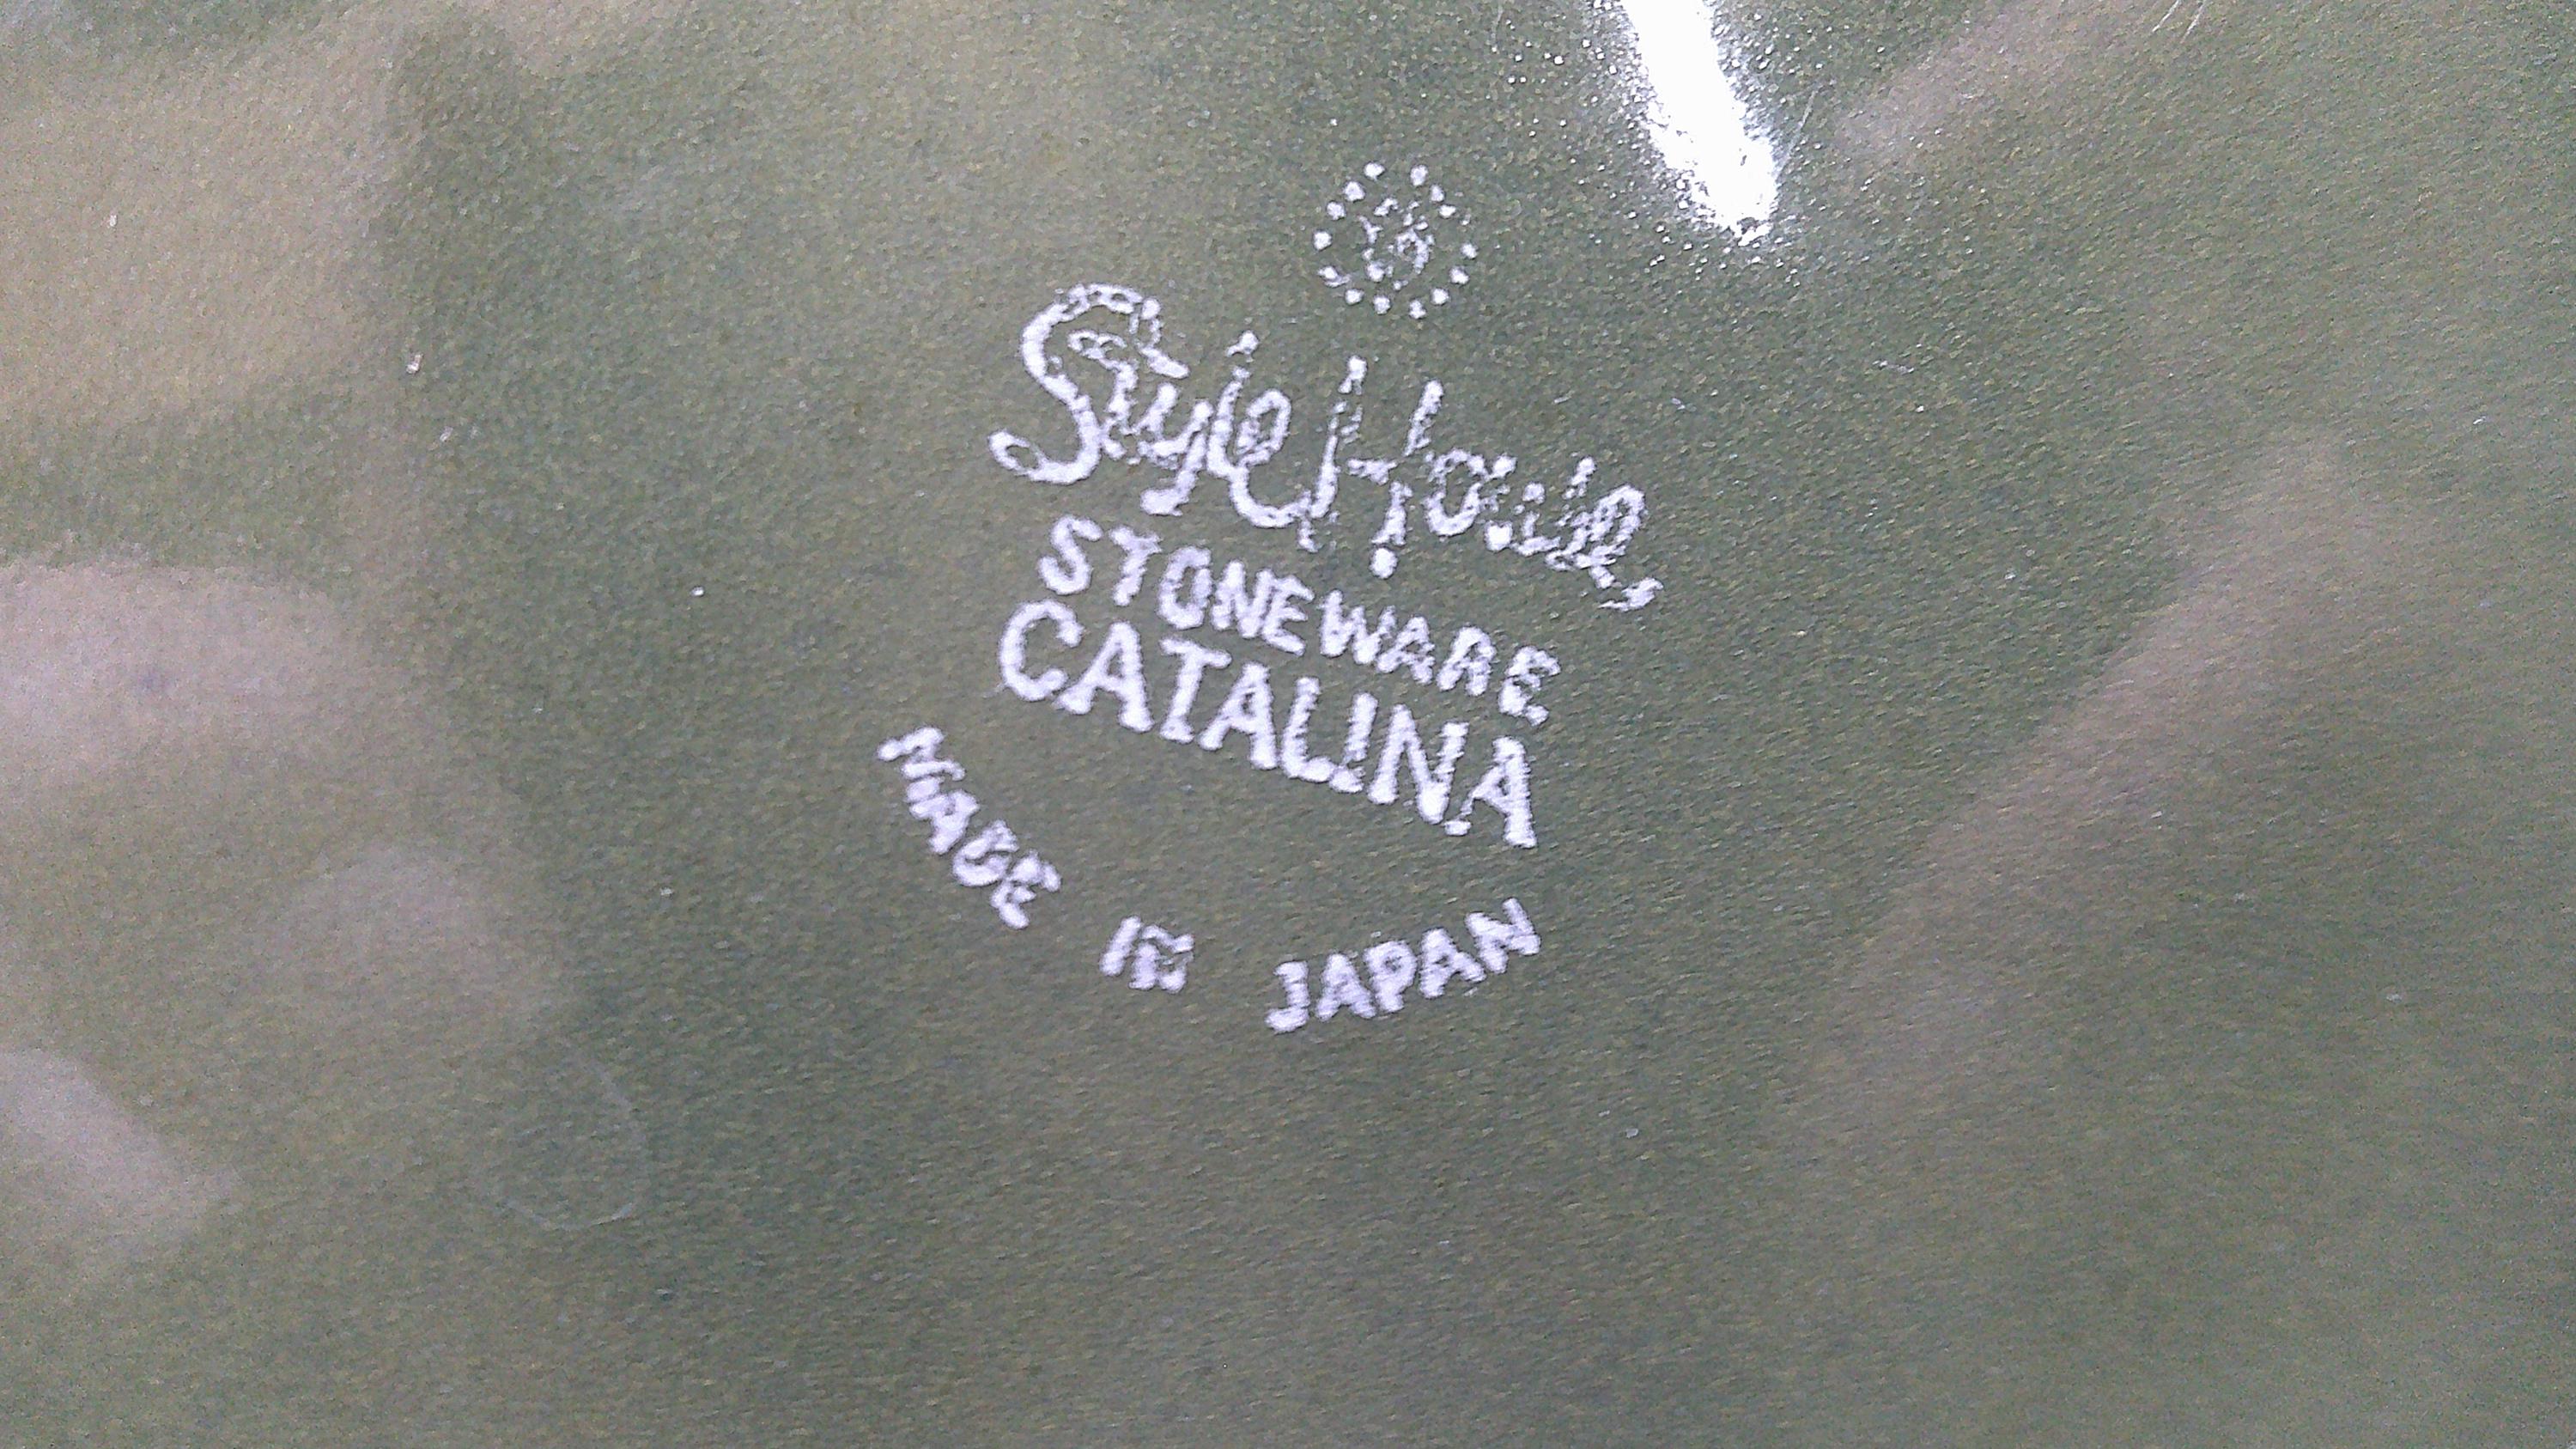 Style House
STONEWARE
CATALINA
MADE IN JAPAN